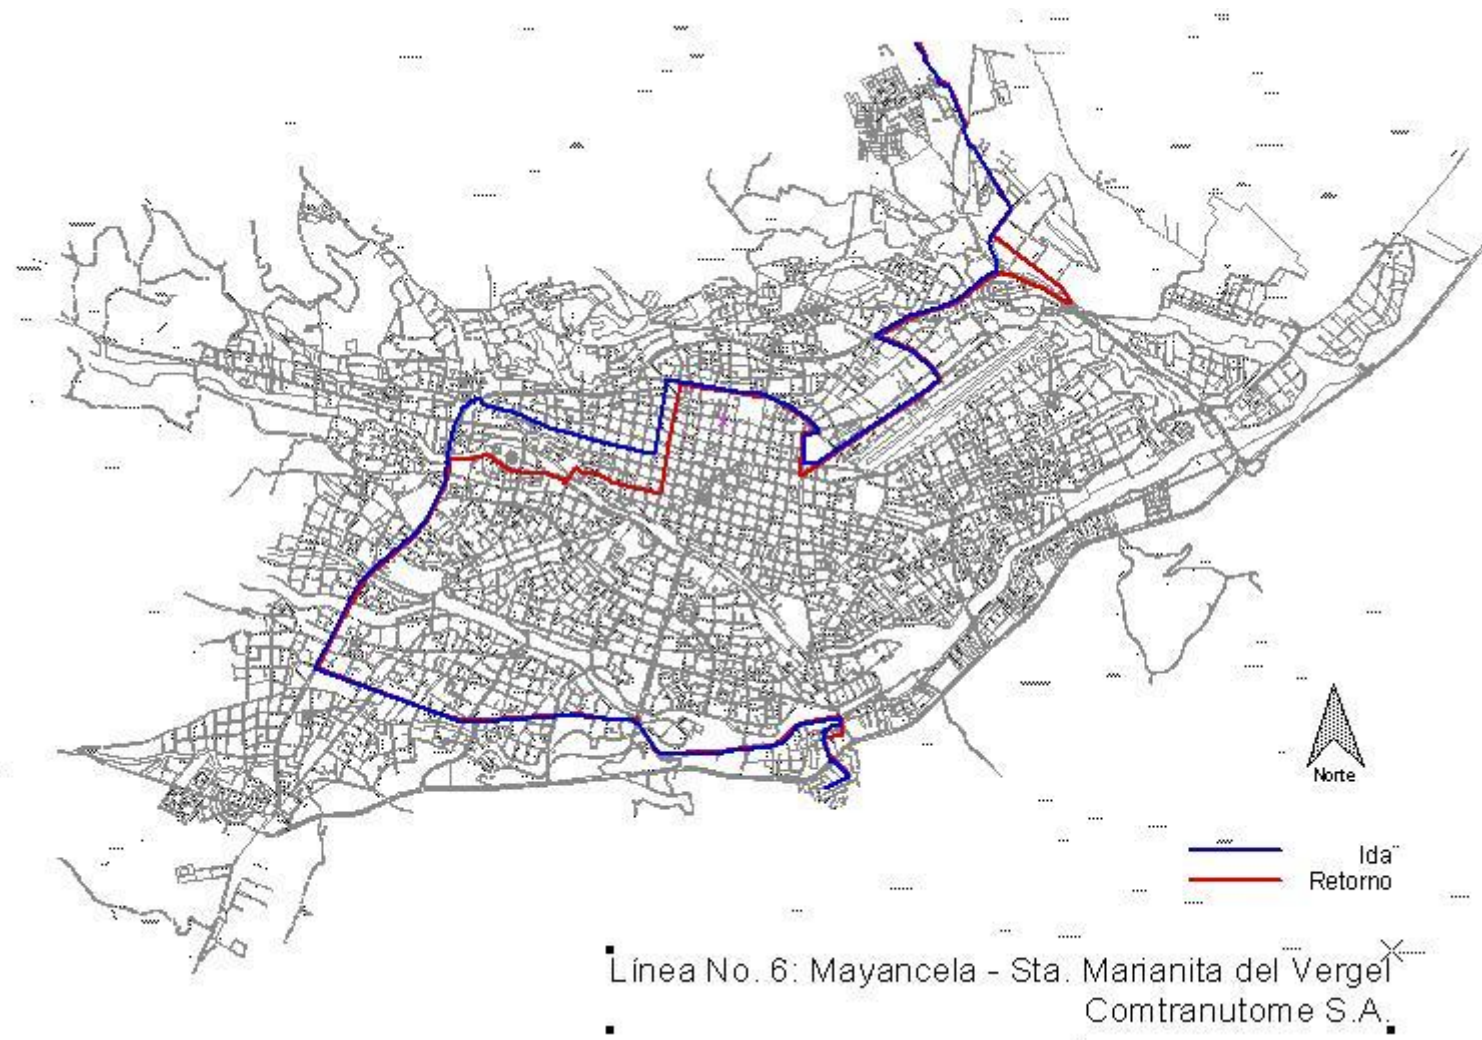 Norte
Ida
Retorno
Línea No. 6: Mayancela - Sta. Marianita del Vergel
Comtranutome S.A.